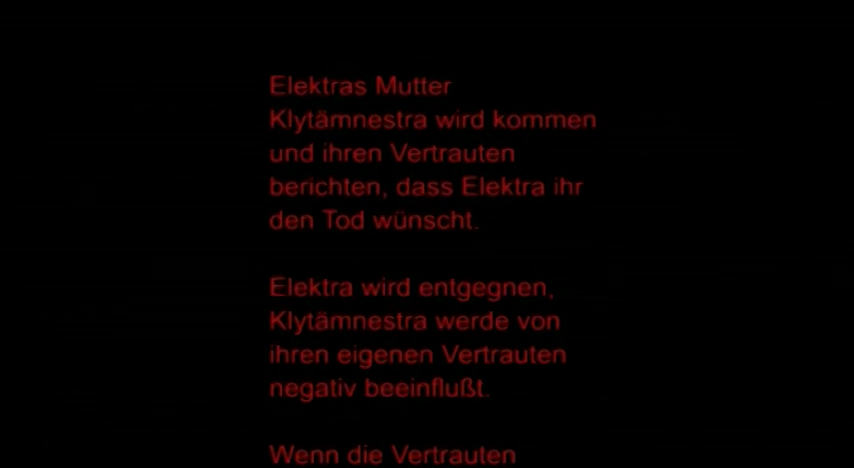 Elektras Mutter
Klytämnestra wird kommen
und ihren Vertrauten
berichten, dass Elektra ihr
den Tod wünscht.
Elektra wird entgegnen,
Klytämnestra werde von
ihren eigenen Vertrauten
negativ beeinflußt.
Wenn die Vertrauten